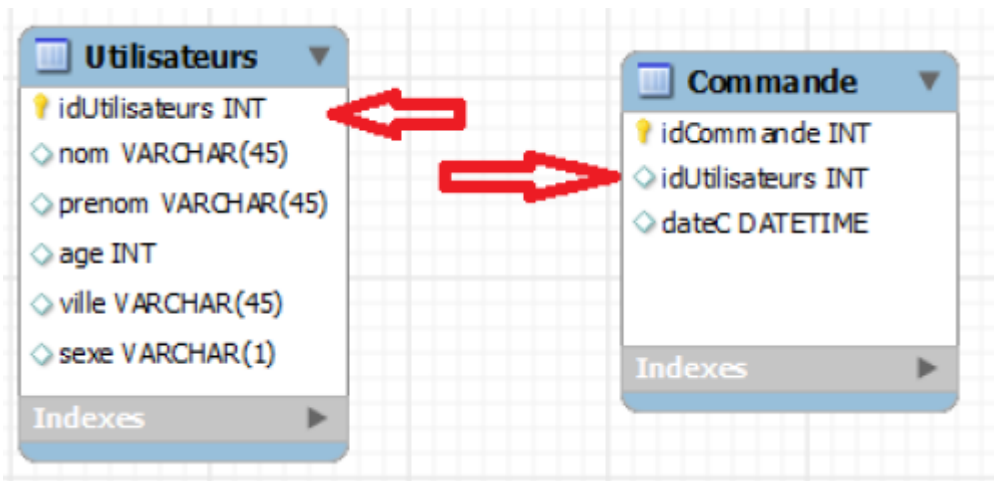 Utilisateurs
idUtilisateurs INT
nom VARCHAR(45)
prenom VARCHAR(45)
age INT
ville VARCHAR(45)
sexe VARCHAR(1)
Indexes
Commande
idCommande INT
idUtilisateurs INT
dateC DATETIME
Indexes